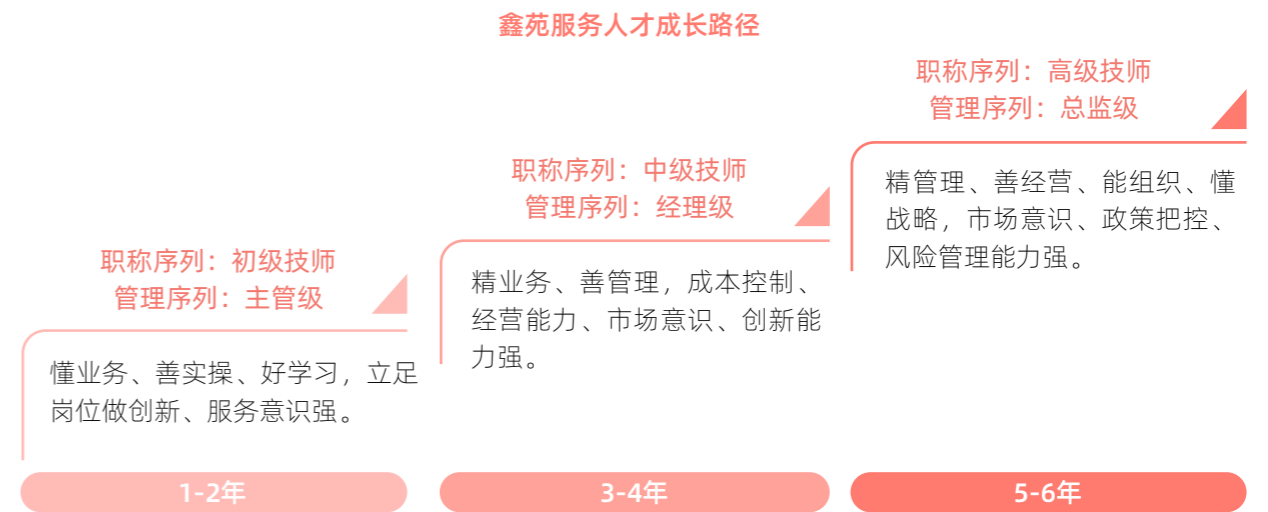 鑫苑服务人才成长路径
职称序列：初级技师
管理序列：主管级
懂业务、善实操、好学习，立足
岗位做创新、服务意识强。
1-2年
职称序列：中级技师
管理序列：经理级
精业务、善管理，成本控制、
经营能力、市场意识、创新能
力强。
3-4年
职称序列：高级技师
管理序列：总监级
精管理、善经营、能组织、懂
战略，市场意识、政策把控、
风险管理能力强。
5-6年